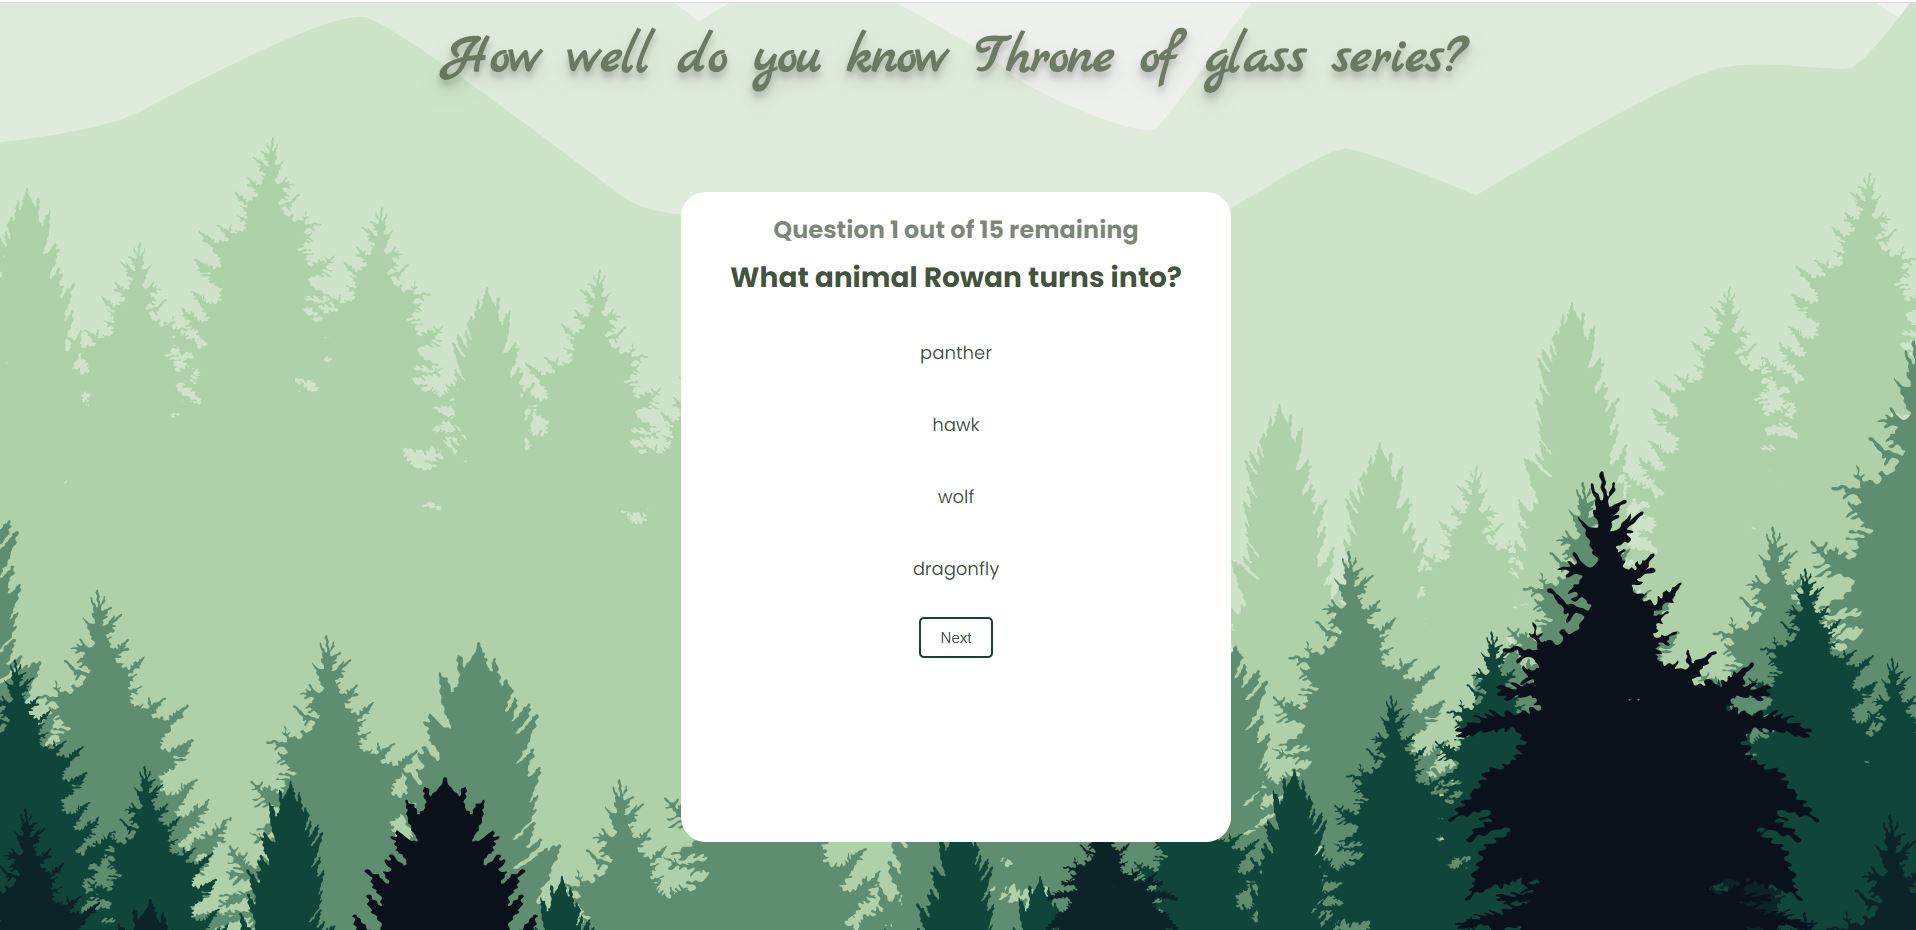 How well do you know Throne of glass series?
Question 1 out of 15 remaining
What animal Rowan turns into?
panther
hawk
wolf
dragonfly
Next